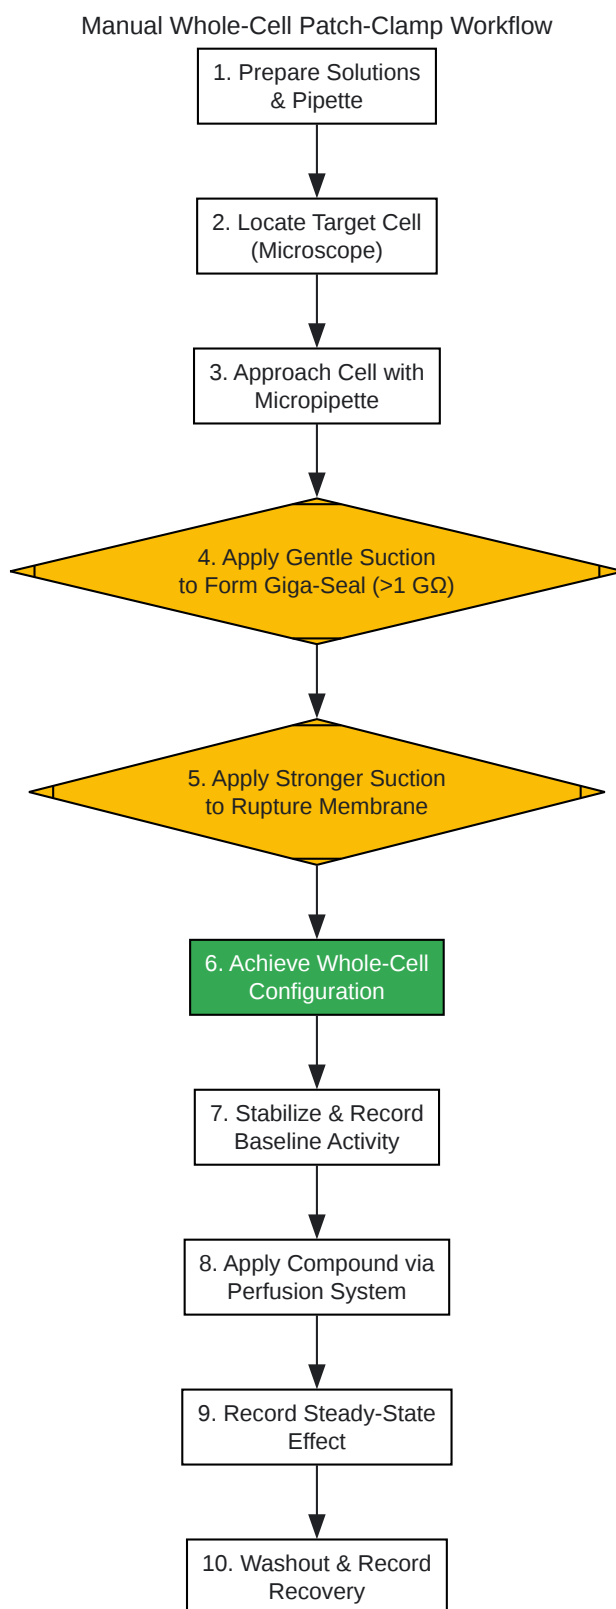 Manual Whole-Cell Patch-Clamp Workflow
1. Prepare Solutions
& Pipette
2. Locate Target Cell
(Microscope)
3. Approach Cell with
Micropipette
4. Apply Gentle Suction
to Form Giga-Seal (>1 GΩ)
5. Apply Stronger Suction
to Rupture Membrane
6. Achieve Whole-Cell
Configuration
7. Stabilize & Record
Baseline Activity
8. Apply Compound via
Perfusion System
9. Record Steady-State
Effect
10. Washout & Record
Recovery